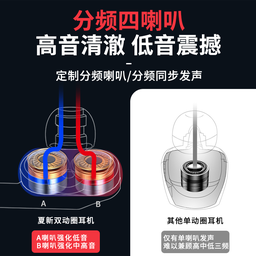 分频四喇叭
高音清澈 低音震撼
定制分频喇叭/分频同步发声
A B
夏新双动圈耳机
其他单动圈耳机
A喇叭强化低音
B喇叭强化中高音
仅有单喇叭发声
难以兼顾高中低三频